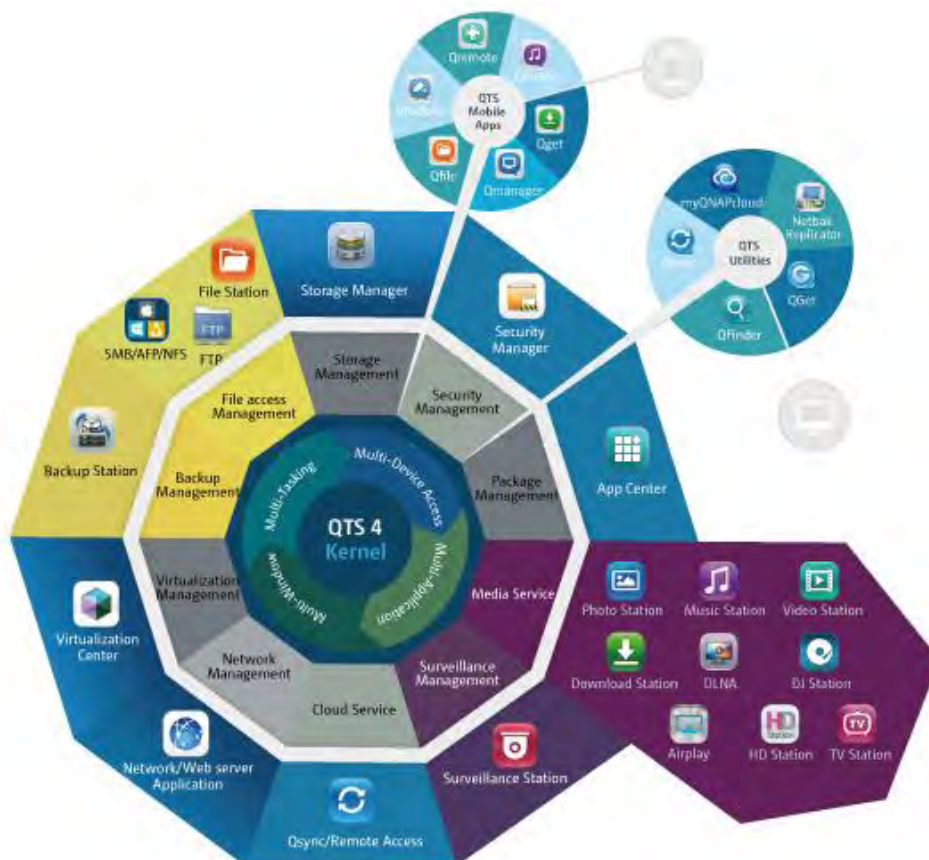 Qremote
QTS
Mobile
Apps
Qget
Qfile
Qmanager
myQNAPcloud
Netbak
Replicator
QTS
Utilities
QGet
QFinder
File Station
SMB/AFP/NFS
FTP
FTP
Storage Manager
Security
Manager
Backup Station
App Center
File access
Management
Storage
Management
Security
Management
Backup
Management
Package
Management
Multi-Tasking
Multi-Device Access
QTS 4
Kernel
Multi-Window
Multi-Application
Virtualization
Management
Media Service
Network
Management
Surveillance
Management
Cloud Service
Virtualization
Center
Network/Web server
Application
Qsync/Remote Access
Surveillance Station
Photo Station
Music Station
Video Station
Download Station
DLNA
DJ Station
Airplay
HD
Station
HD Station
TV
TV Station